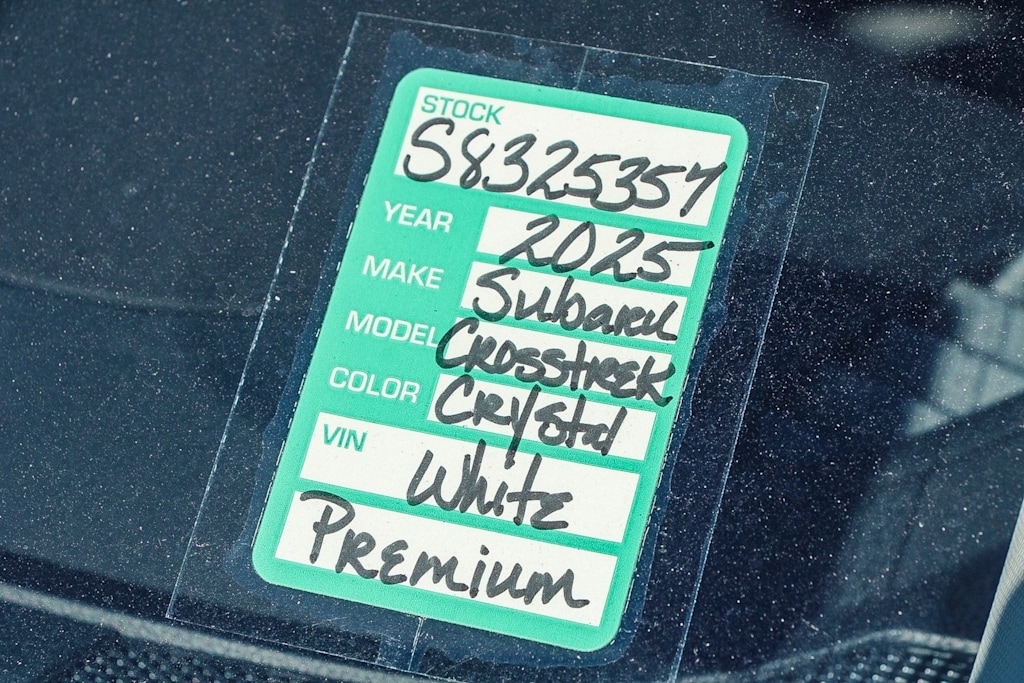 STOCK
S8325357
YEAR 2025
MAKE Subaru
MODEL Crosstrek
COLOR Crystal
VIN White
Premium